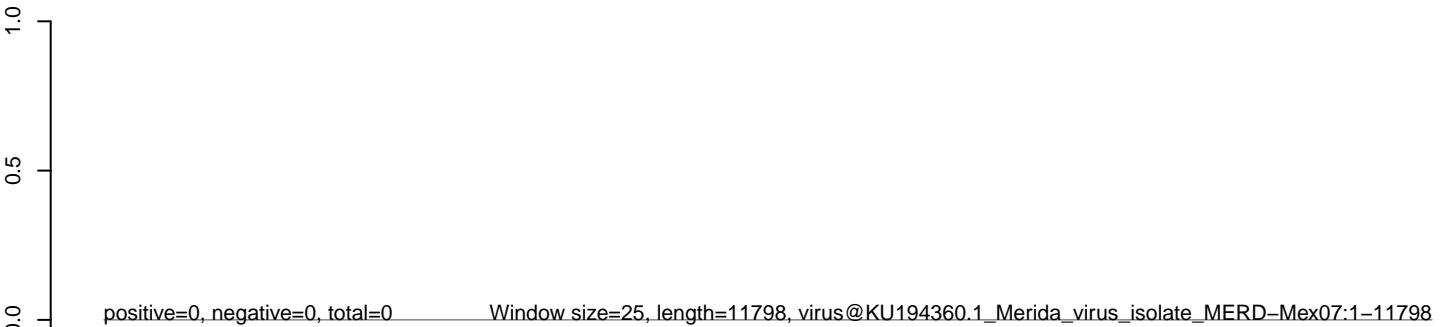 1.0
0.5
0.0
positive=0, negative=0, total=0 Window size=25, length=11798, virus@KU194360.1_Merida_virus_isolate_MERD−Mex07:1−11798